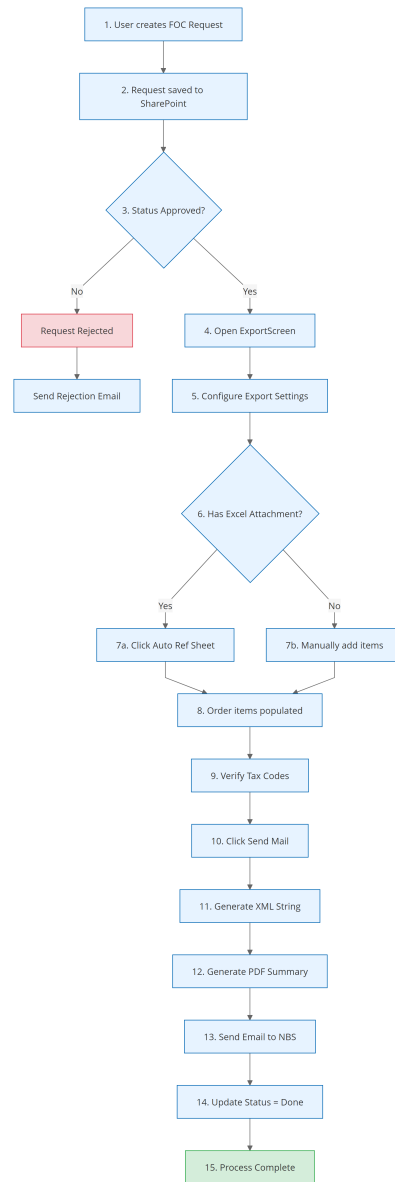 1. User creates FOC Request
2. Request saved to
SharePoint
3. Status Approved?
No
Yes
Request Rejected
4. Open ExportScreen
Send Rejection Email
5. Configure Export Settings
6. Has Excel Attachment?
Yes
No
7a. Click Auto Ref Sheet
7b. Manually add items
8. Order items populated
9. Verify Tax Codes
10. Click Send Mail
11. Generate XML String
12. Generate PDF Summary
13. Send Email to NBS
14. Update Status = Done
15. Process Complete